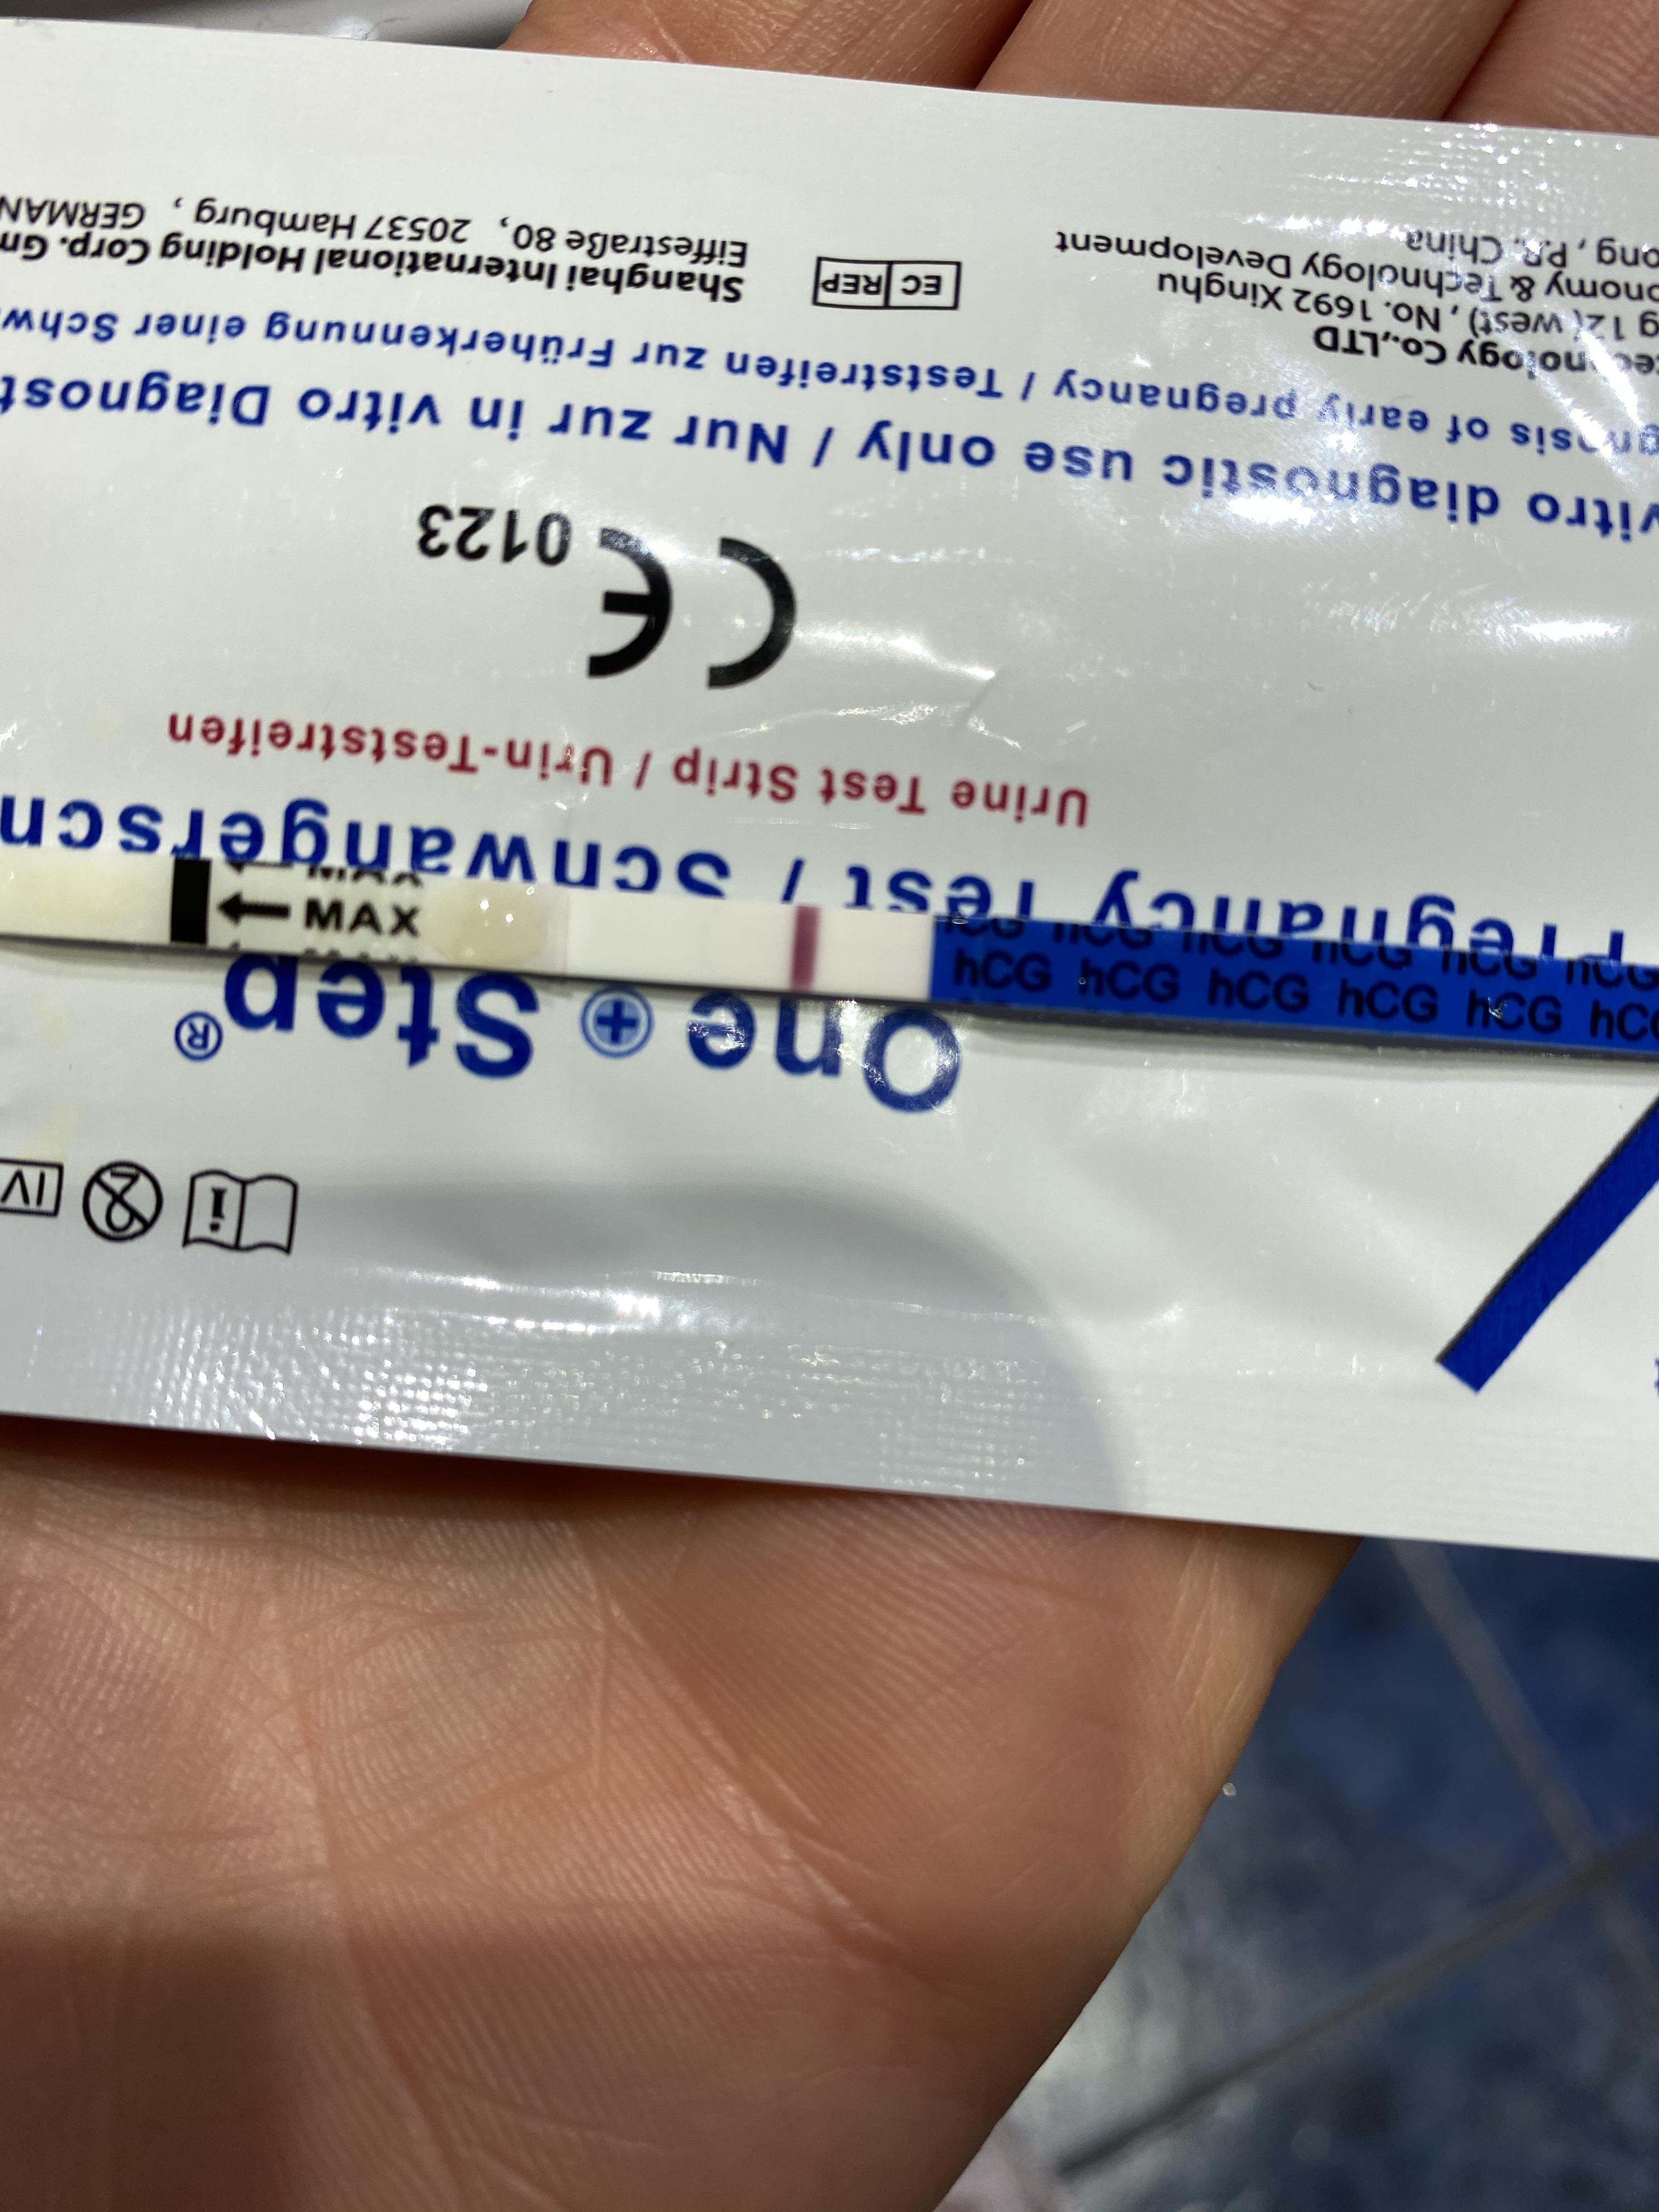 IV
One Step®
MAX
hCG hCG hCG hCG hCG
Pregnancy Test / Schwangersch
Urine Test Strip / Urin-Teststreifen
CE 0123
vitro diagnostic use only / Nur zur in vitro Diagnost
gnosis of early pregnancy / Teststreifen zur Früherkennung einer Schw
echnology Co.,LTD
g 12( west) , No. 1692 Xinghu
onomy & Technology Development
ong , P.R. China
EC REP
Shanghai International Holding Corp. Gm
Eiffestraße 80, 20537 Hamburg , GERMAN